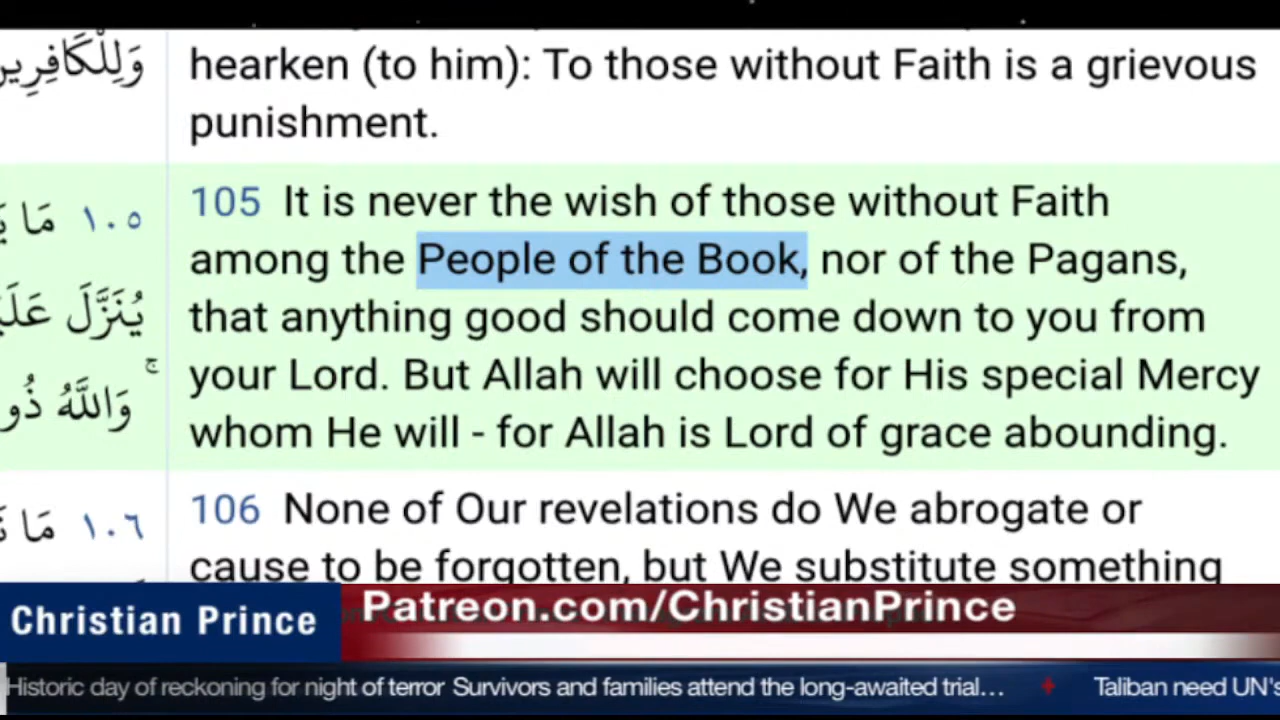 hearken (to him): To those without Faith is a grievous
punishment.
١٠٥ مَا
105 It is never the wish of those without Faith
among the People of the Book, nor of the Pagans,
يُنَزَّلَ
that anything good should come down to you from
your Lord. But Allah will choose for His special Mercy
وَاللَّهُ ذُو
whom He will - for Allah is Lord of grace abounding.
١٠٦ مَا
106 None of Our revelations do We abrogate or
cause to be forgotten, but We substitute something
Christian Prince
Patreon.com/ChristianPrince
Historic day of reckoning for night of terror Survivors and families attend the long-awaited trial... Taliban need UN's